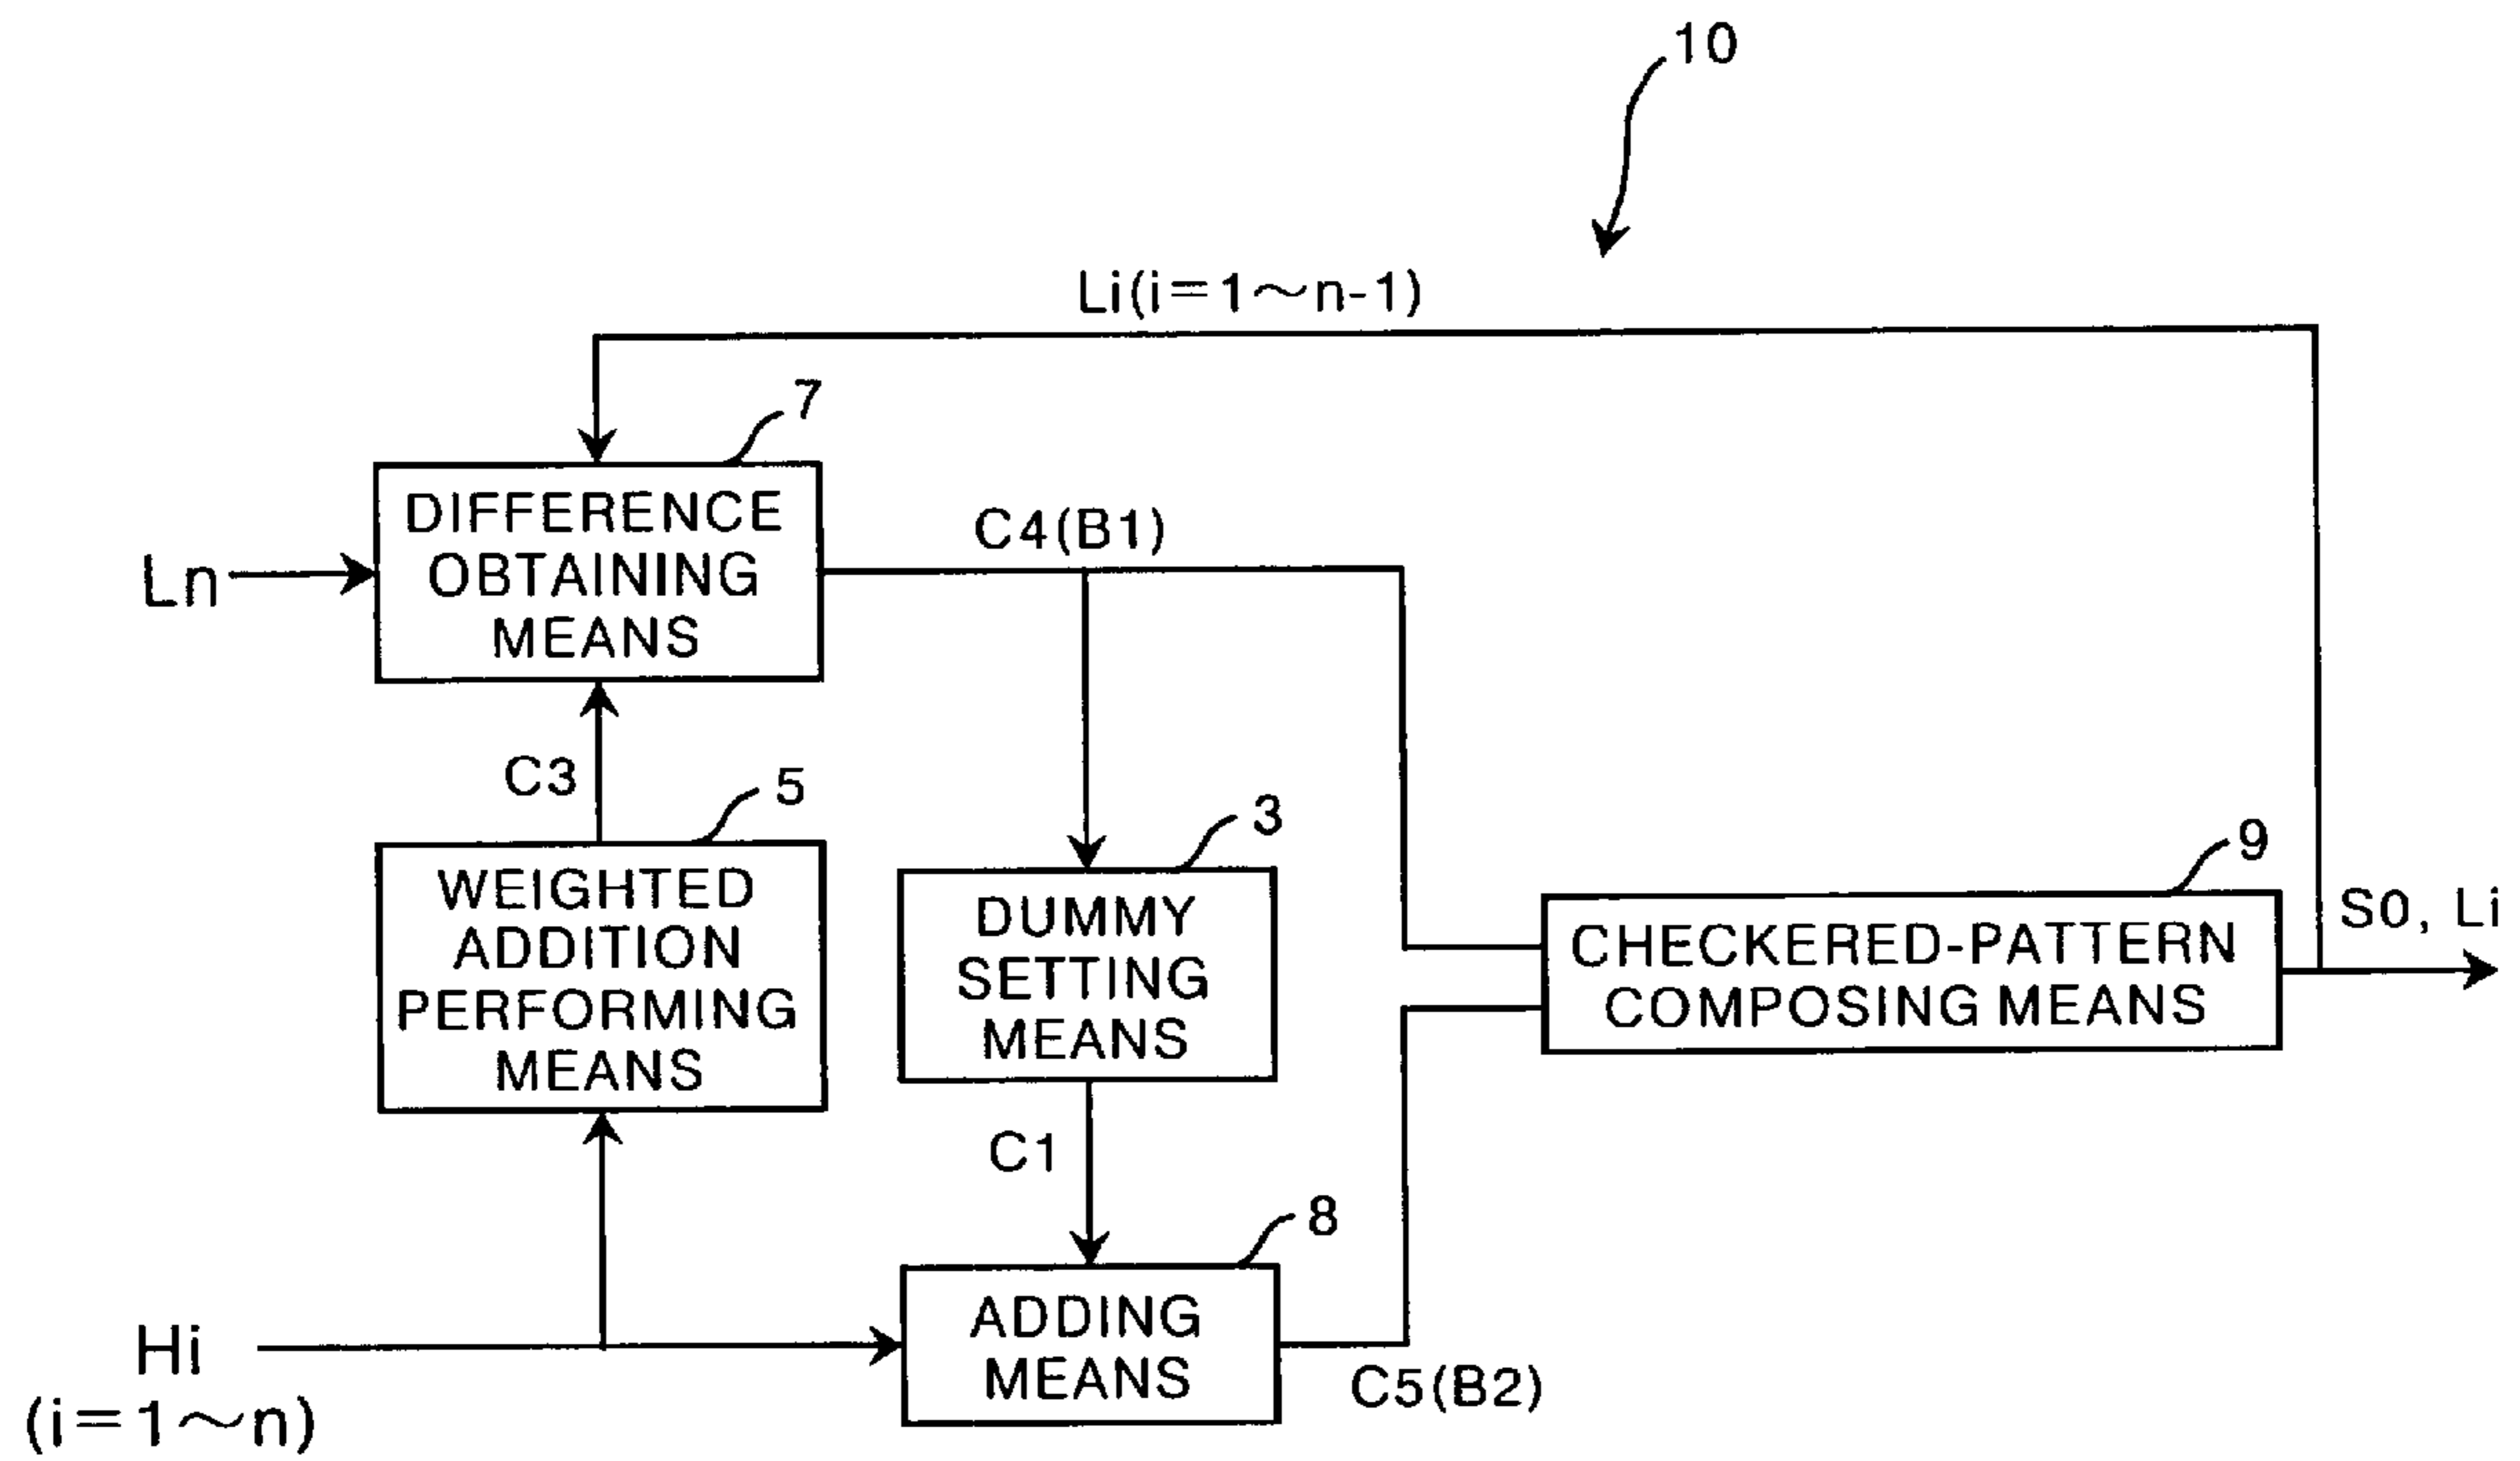 10
Li(i=1~n-1)
7
DIFFERENCE
OBTAINING
MEANS
Ln
C4(B1)
C3
5
WEIGHTED
ADDITION
PERFORMING
MEANS
3
DUMMY
SETTING
MEANS
9
CHECKERED-PATTERN
COMPOSING MEANS
S0, Li
C1
8
ADDING
MEANS
Hi
(i=1~n)
C5(B2)